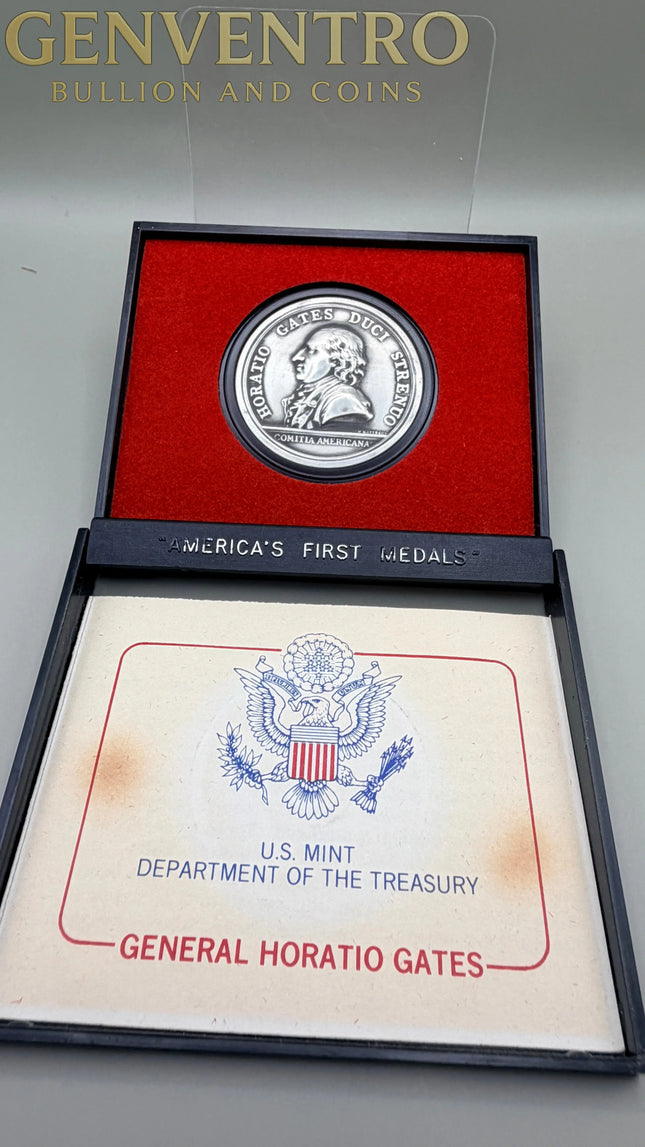 GENVENTRO
BULLION AND COINS
HORATIO GATES DUCI STRENUO
COMITIA AMERICANA
"AMERICA'S FIRST MEDALS"
U.S. MINT
DEPARTMENT OF THE TREASURY
GENERAL HORATIO GATES